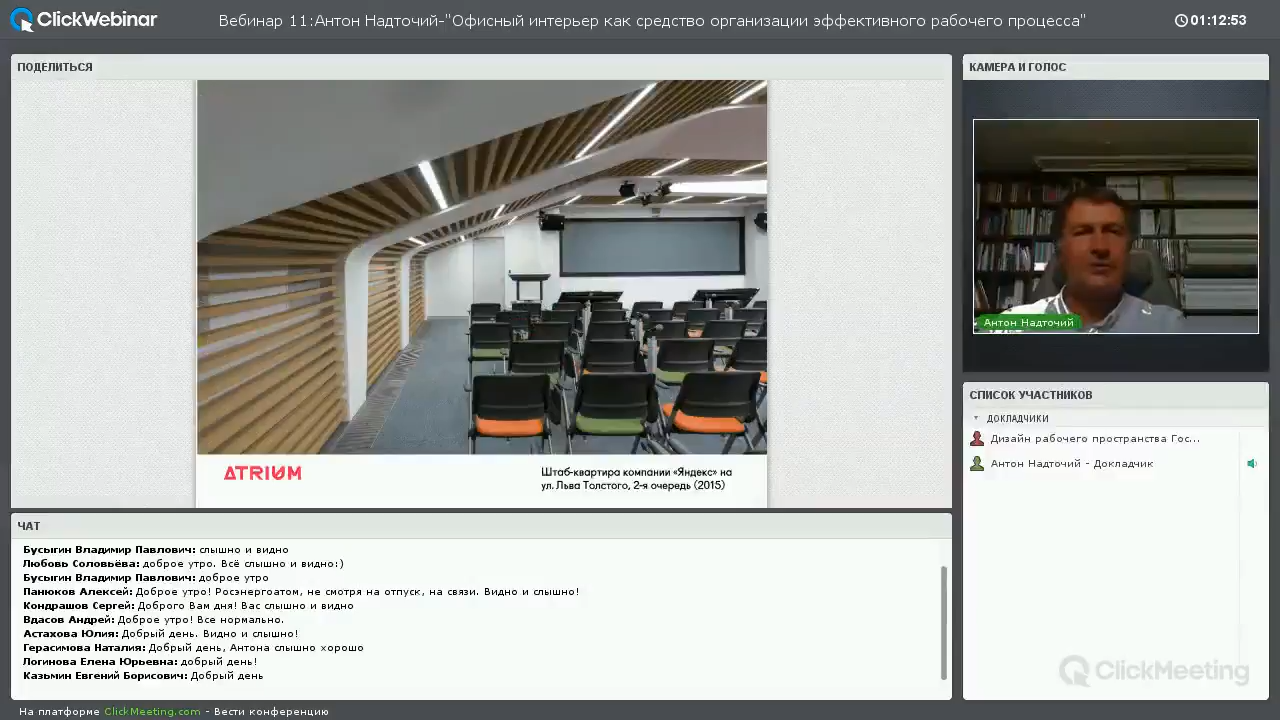 ClickWebinar
Вебинар 11:Антон Надточий-"Офисный интерьер как средство организации эффективного рабочего процесса"
01:12:53
ПОДЕЛИТЬСЯ
ATRIUM
Штаб-квартира компании «Яндекс» на
ул. Льва Толстого, 2-я очередь (2015)
КАМЕРА И ГОЛОС
Антон Надточий
СПИСОК УЧАСТНИКОВ
ДОКЛАДЧИКИ
Дизайн рабочего пространства Гос...
Антон Надточий - Докладчик
ClickMeeting
ЧАТ
Бусыгин Владимир Павлович: слышно и видно
Любовь Соловьёва: доброе утро. Всё слышно и видно:)
Бусыгин Владимир Павлович: доброе утро
Панюков Алексей: Доброе утро! Росэнергоатом, не смотря на отпуск, на связи. Видно и слышно!
Кондрашов Сергей: Доброго Вам дня! Вас слышно и видно
Вдасов Андрей: Доброе утро! Все нормально.
Астахова Юлия: Добрый день. Видно и слышно!
Герасимова Наталия: Добрый день, Антона слышно хорошо
Логинова Елена Юрьевна: добрый день!
Казьмин Евгений Борисович: Добрый день
На платформе ClickMeeting.com - Вести конференцию